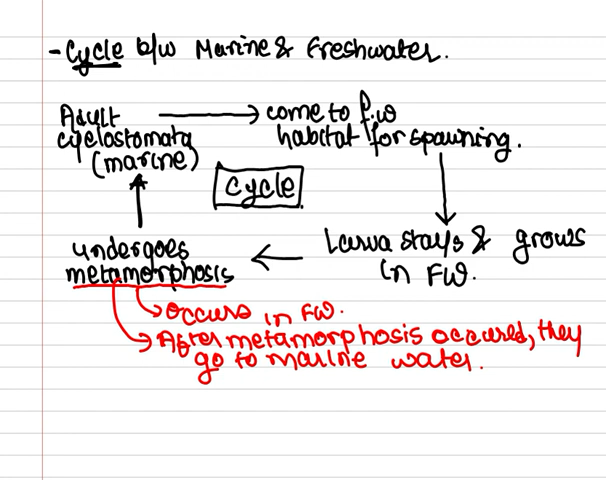 - Cycle b/w Marine & Freshwater.
Adult
cyclostomata
(marine)
come to f.w
habitat for spawning.
Cycle
Larva stays & grows
in FW.
undergoes
metamorphosis
Occurs in FW.
After metamorphosis occured, they
go to marine water.